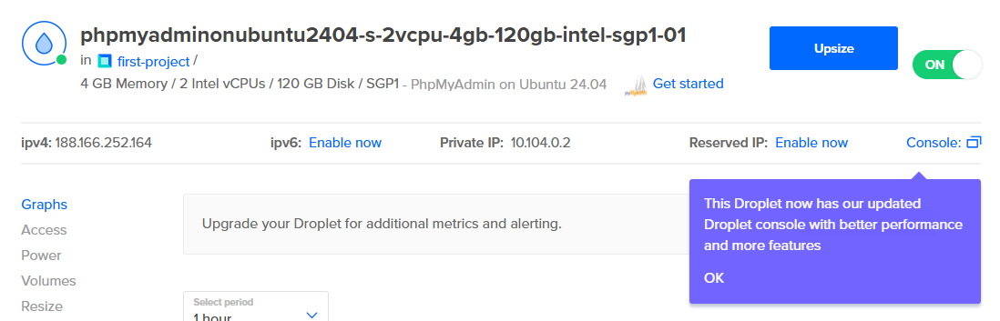 phpmyadminonubuntu2404-s-2vcpu-4gb-120gb-intel-sgp1-01
in first-project /
4 GB Memory / 2 Intel vCPUs / 120 GB Disk / SGP1 - PhpMyAdmin on Ubuntu 24.04
Get started
Upsize
ON
ipv4: 188.166.252.164
ipv6: Enable now
Private IP: 10.104.0.2
Reserved IP: Enable now
Console:
This Droplet now has our updated
Droplet console with better performance
and more features
OK
Graphs
Access
Power
Volumes
Resize
Upgrade your Droplet for additional metrics and alerting.
Select period
1 hour